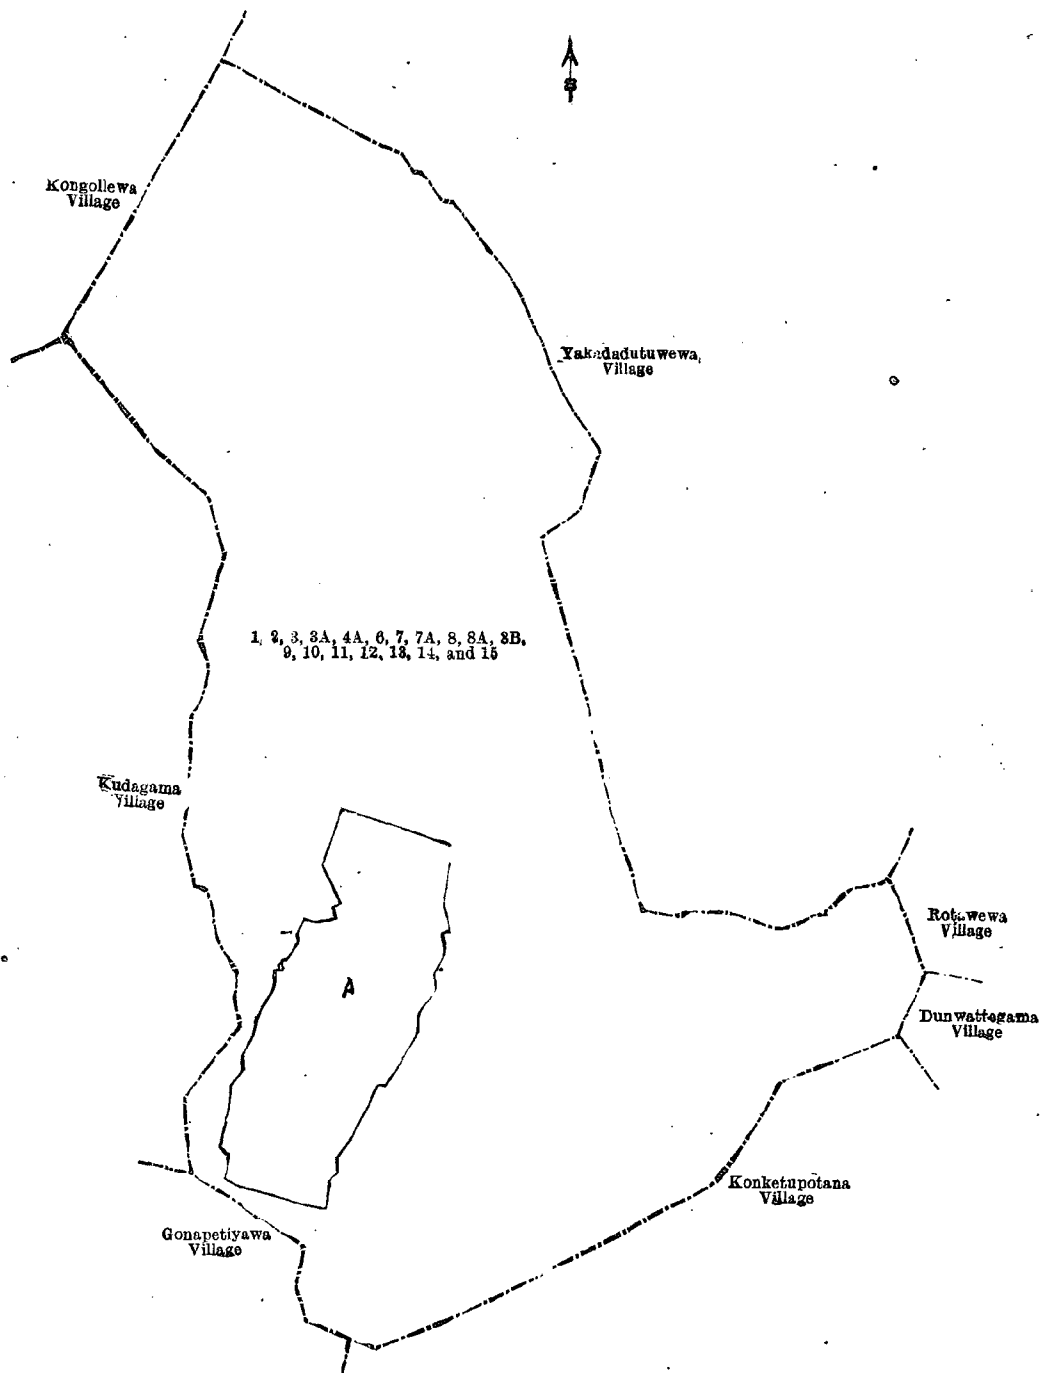 Kongollewa
Village
Yakadadutuwewa
Village
1, 2, 3, 3A, 4A, 6, 7, 7A, 8, 8A, 8B,
9, 10, 11, 12, 13, 14, and 15
Kudagama
Village
A
Rotawewa
Village
Dunwattegama
Village
Konketupotana
Village
Gonapetiyawa
Village